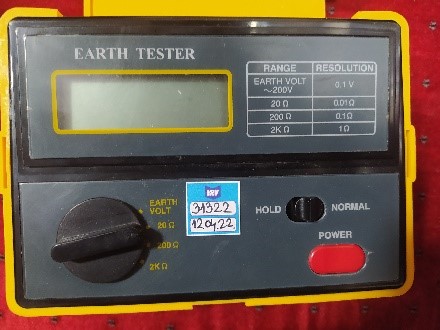 EARTH TESTER
RANGE RESOLUTION
EARTH VOLT
~200V 0.1 V
20 Ω 0.01Ω
200 Ω 0.1Ω
2K Ω 1Ω
EARTH
VOLT
20 Ω
200 Ω
2K Ω
31322
12.04.22
HOLD NORMAL
POWER